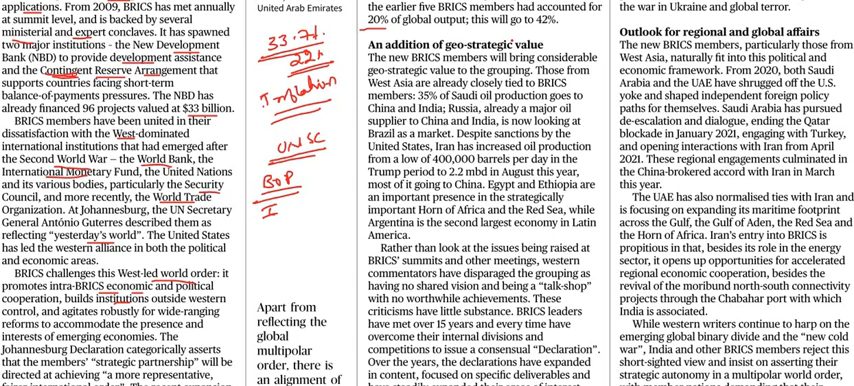 applications. From 2009, BRICS has met annually
at summit level, and is backed by several
ministerial and expert conclaves. It has spawned
two major institutions - the New Development
Bank (NBD) to provide development assistance
and the Contingent Reserve Arrangement that
supports countries facing short-term
balance-of-payments pressures. The NBD has
already financed 96 projects valued at $33 billion.
BRICS members have been united in their
dissatisfaction with the West-dominated
international institutions that had emerged after
the Second World War — the World Bank, the
International Monetary Fund, the United Nations
and its various bodies, particularly the Security
Council, and more recently, the World Trade
Organization. At Johannesburg, the UN Secretary
General António Guterres described them as
reflecting "yesterday's world". The United States
has led the western alliance in both the political
and economic areas.
BRICS challenges this West-led world order: it
promotes intra-BRICS economic and political
cooperation, builds institutions outside western
control, and agitates robustly for wide-ranging
reforms to accommodate the presence and
interests of emerging economies. The
Johannesburg Declaration categorically asserts
that the members' "strategic partnership" will be
directed at achieving "a more representative,
United Arab Emirates
33.7%
22%
Inflation
UNSC
BoP
I
Apart from
reflecting the
global
multipolar
order, there is
an alignment of
the earlier five BRICS members had accounted for
20% of global output; this will go to 42%.
An addition of geo-strategic value
The new BRICS members will bring considerable
geo-strategic value to the grouping. Those from
West Asia are already closely tied to BRICS
members: 35% of Saudi oil production goes to
China and India; Russia, already a major oil
supplier to China and India, is now looking at
Brazil as a market. Despite sanctions by the
United States, Iran has increased oil production
from a low of 400,000 barrels per day in the
Trump period to 2.2 mbd in August this year,
most of it going to China. Egypt and Ethiopia are
an important presence in the strategically
important Horn of Africa and the Red Sea, while
Argentina is the second largest economy in Latin
America.
Rather than look at the issues being raised at
BRICS' summits and other meetings, western
commentators have disparaged the grouping as
having no shared vision and being a "talk-shop"
with no worthwhile achievements. These
criticisms have little substance. BRICS leaders
have met over 15 years and every time have
overcome their internal divisions and
competitions to issue a consensual "Declaration".
Over the years, the declarations have expanded
in content, focused on specific deliverables and
the war in Ukraine and global terror.
Outlook for regional and global affairs
The new BRICS members, particularly those from
West Asia, naturally fit into this political and
economic framework. From 2020, both Saudi
Arabia and the UAE have shrugged off the U.S.
yoke and shaped independent foreign policy
paths for themselves. Saudi Arabia has pursued
de-escalation and dialogue, ending the Qatar
blockade in January 2021, engaging with Turkey,
and opening interactions with Iran from April
2021. These regional engagements culminated in
the China-brokered accord with Iran in March
this year.
The UAE has also normalised ties with Iran and
is focusing on expanding its maritime footprint
across the Gulf, the Gulf of Aden, the Red Sea and
the Horn of Africa. Iran's entry into BRICS is
propitious in that, besides its role in the energy
sector, it opens up opportunities for accelerated
regional economic cooperation, besides the
revival of the moribund north-south connectivity
projects through the Chabahar port with which
India is associated.
While western writers continue to harp on the
emerging global binary divide and the "new cold
war", India and other BRICS members reject this
short-sighted view and insist on asserting their
strategic autonomy in a multipolar world order,